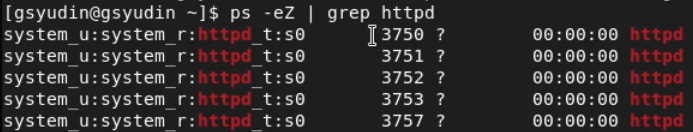 [gsyudin@gsyudin ~]$ ps -eZ | grep httpd
system_u:system_r:httpd_t:s0       3750 ?        00:00:00 httpd
system_u:system_r:httpd_t:s0       3751 ?        00:00:00 httpd
system_u:system_r:httpd_t:s0       3752 ?        00:00:00 httpd
system_u:system_r:httpd_t:s0       3753 ?        00:00:00 httpd
system_u:system_r:httpd_t:s0       3757 ?        00:00:00 httpd